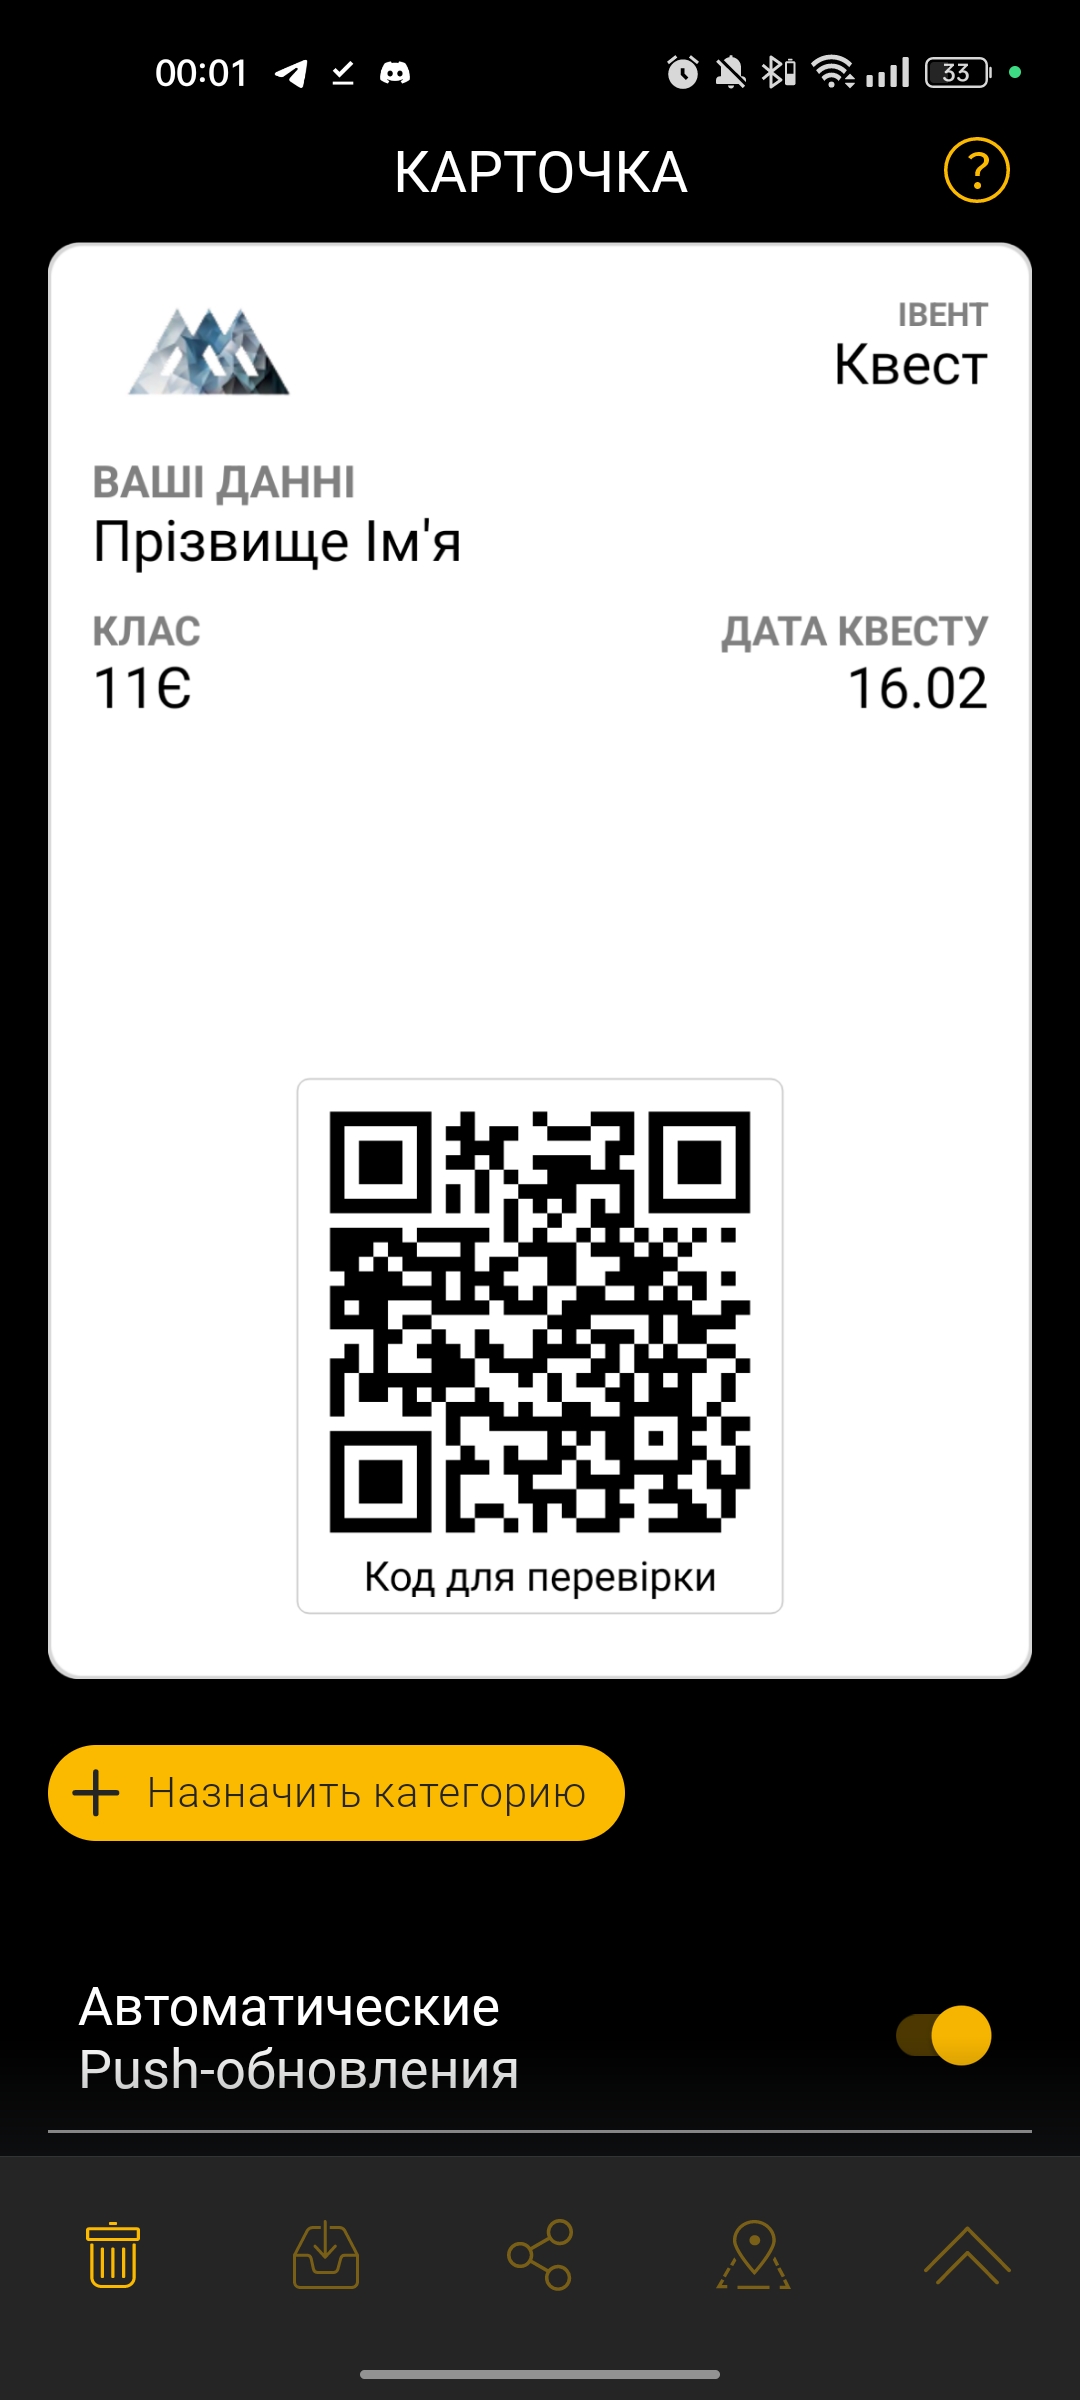 00:01
33
КАРТОЧКА
?
ІВЕНТ
Квест
ВАШІ ДАННІ
Прізвище Ім'я
КЛАС
11Є
ДАТА КВЕСТУ
16.02
Код для перевірки
Назначить категорию
Автоматические
Push-обновления